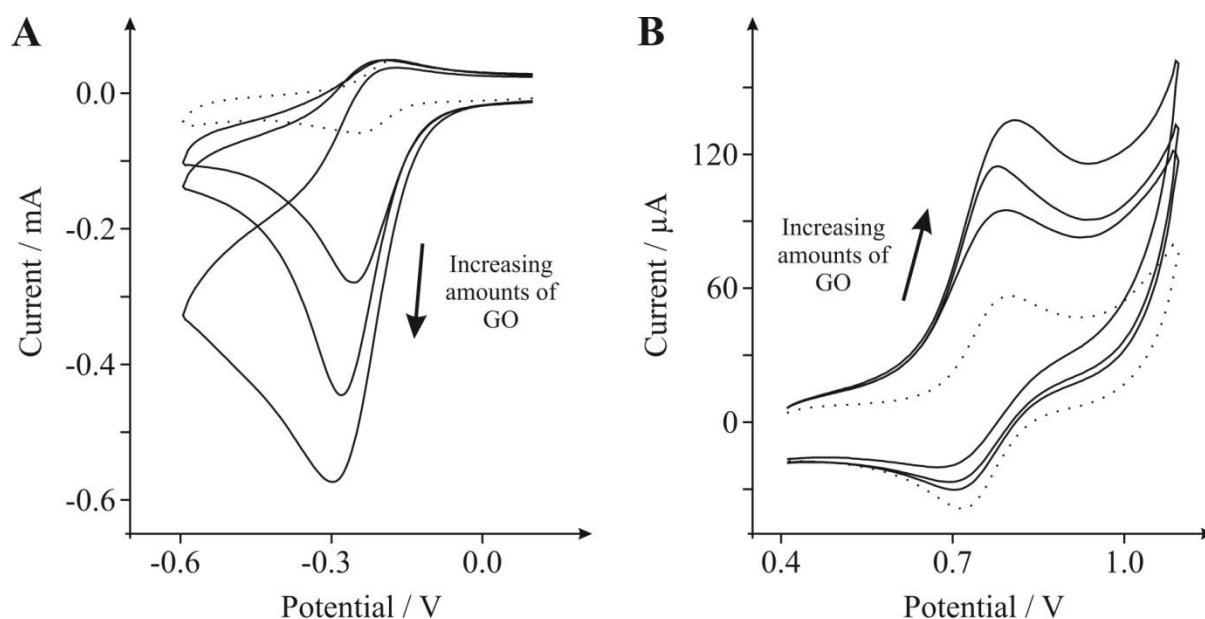 A
0.0
-0.2
-0.4
-0.6
Current / mA
Increasing
amounts of
GO
-0.6
-0.3
0.0
Potential / V
B
120
60
0
Current / µA
Increasing
amounts of
GO
0.4
0.7
1.0
Potential / V